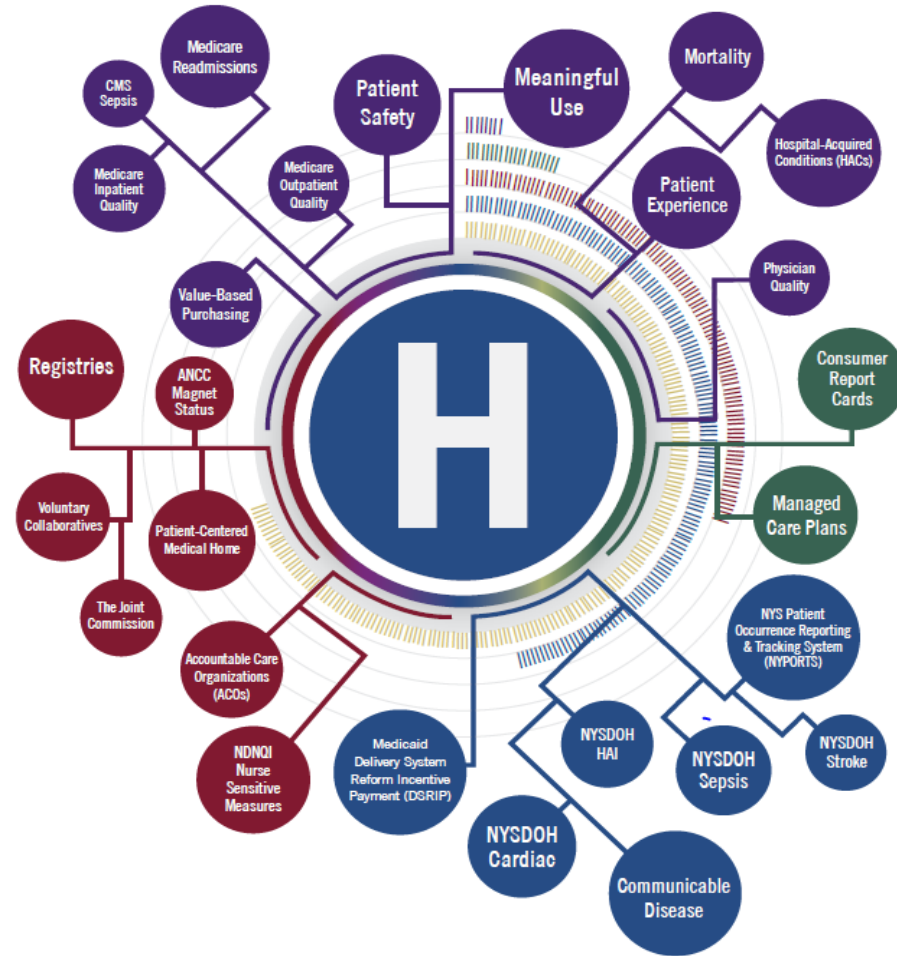 Medicare
Readmissions
CMS
Sepsis
Medicare
Inpatient
Quality
Medicare
Outpatient
Quality
Value-Based
Purchasing
Patient
Safety
Meaningful
Use
Mortality
Hospital-Acquired
Conditions (HACs)
Patient
Experience
Physician
Quality
Registries
ANCC
Magnet
Status
Voluntary
Collaboratives
Patient-Centered
Medical Home
The Joint
Commission
H
Consumer
Report
Cards
Managed
Care Plans
Accountable Care
Organizations
(ACOs)
NDNQI
Nurse
Sensitive
Measures
Medicaid
Delivery System
Reform Incentive
Payment (DSRIP)
NYSDOH
HAI
NYSDOH
Cardiac
Communicable
Disease
NYSDOH
Sepsis
NYS Patient
Occurrence Reporting
& Tracking System
(NYPORTS)
NYSDOH
Stroke